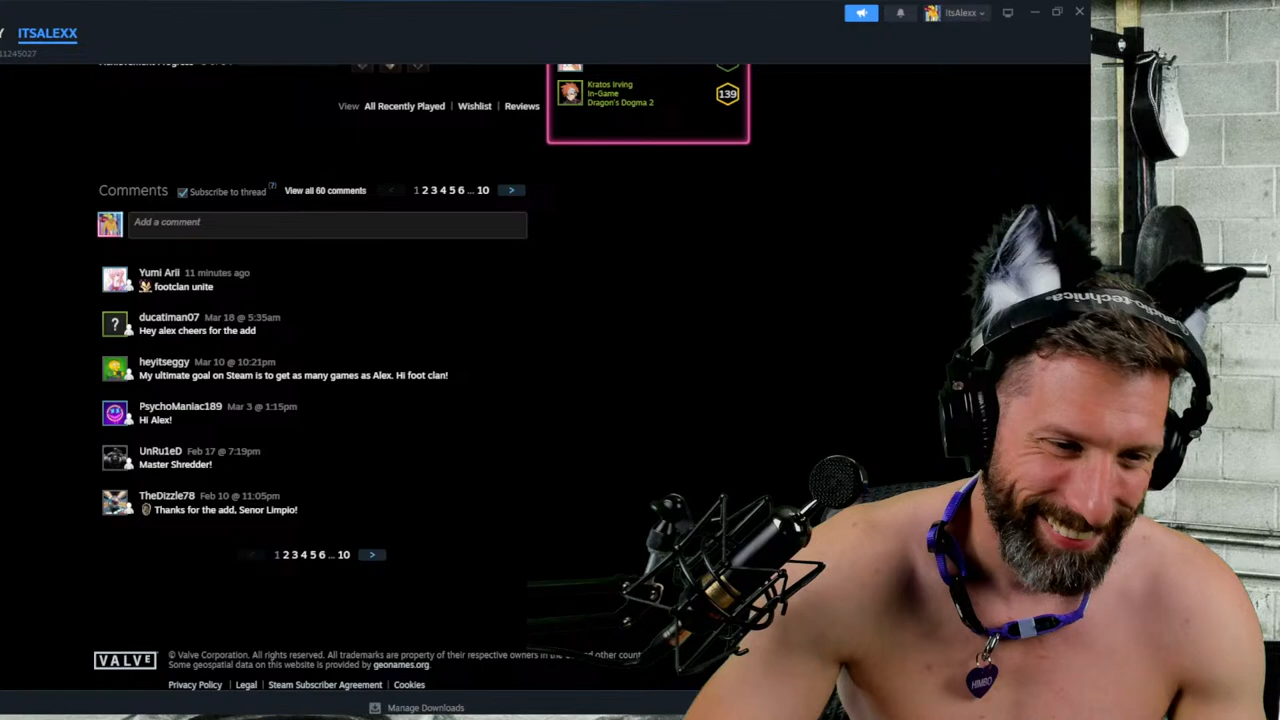 ItsAlexx
Y ITSALEXX
11245027
Kratos Irving
In-Game
Dragon's Dogma 2
139
View All Recently Played | Wishlist | Reviews
Comments Subscribe to thread (?) View all 60 comments < 1 2 3 4 5 6 ... 10 >
Add a comment
Yumi Arii 11 minutes ago
footclan unite
ducatiman07 Mar 18 @ 5:35am
Hey alex cheers for the add
heyitseggy Mar 10 @ 10:21pm
My ultimate goal on Steam is to get as many games as Alex. Hi foot clan!
PsychoManiac189 Mar 3 @ 1:15pm
Hi Alex!
UnRu1eD Feb 17 @ 7:19pm
Master Shredder!
TheDizzle78 Feb 10 @ 11:05pm
Thanks for the add, Senor Limpio!
< 1 2 3 4 5 6 ... 10 >
VALVE
© Valve Corporation. All rights reserved. All trademarks are property of their respective owners in the and other count
Some geospatial data on this website is provided by geonames.org.
Privacy Policy | Legal | Steam Subscriber Agreement | Cookies
Manage Downloads
audio-technica
HIMBO